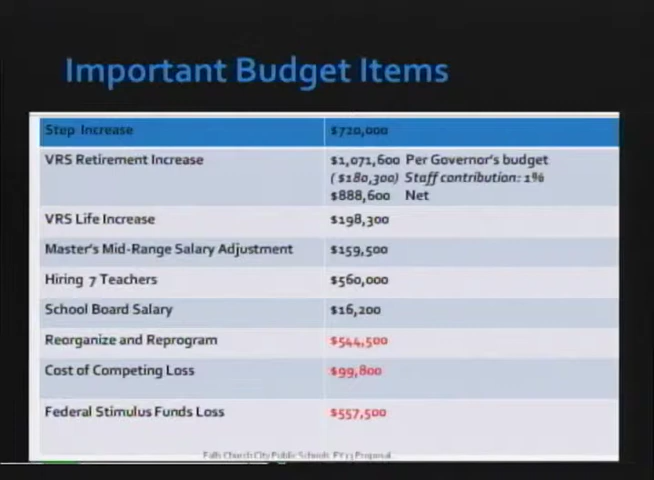 Important Budget Items
Step Increase $720,000
VRS Retirement Increase $1,071,600 Per Governor's budget
($180,300) Staff contribution: 1%
$888,600 Net
VRS Life Increase $198,300
Master's Mid-Range Salary Adjustment $159,500
Hiring 7 Teachers $560,000
School Board Salary $16,200
Reorganize and Reprogram $544,500
Cost of Competing Loss $99,800
Federal Stimulus Funds Loss $557,500
Falls Church City Public Schools FY13 Proposal